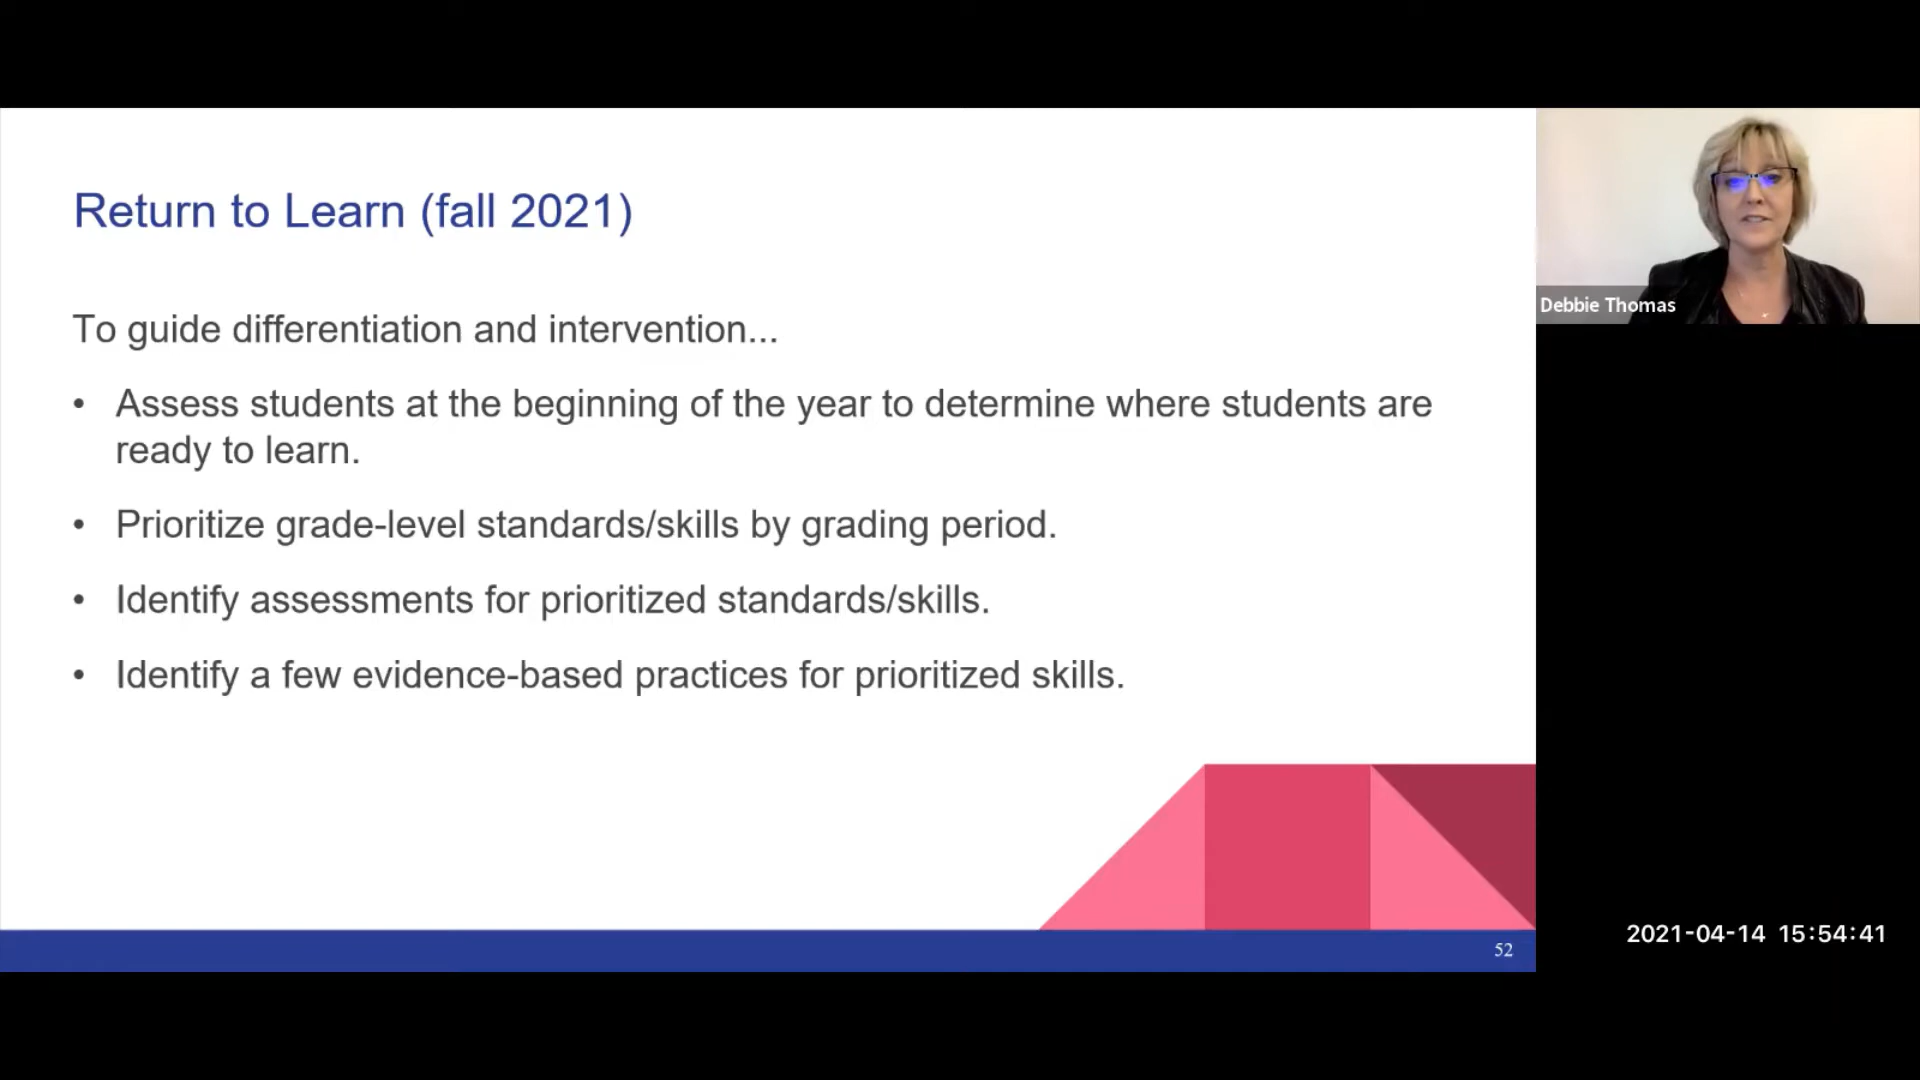 Return to Learn (fall 2021)
To guide differentiation and intervention...
• Assess students at the beginning of the year to determine where students are
ready to learn.
• Prioritize grade-level standards/skills by grading period.
• Identify assessments for prioritized standards/skills.
• Identify a few evidence-based practices for prioritized skills.
52
Debbie Thomas
2021-04-14 15:54:41